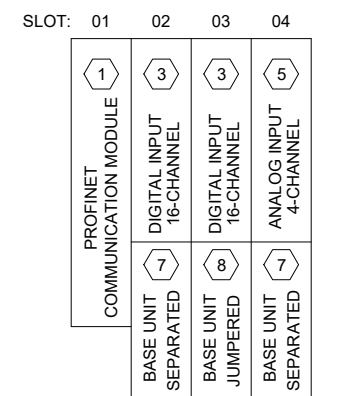 SLOT: 01 02 03 04
1
PROFINET
COMMUNICATION MODULE
3
DIGITAL INPUT
16-CHANNEL
3
DIGITAL INPUT
16-CHANNEL
5
ANALOG INPUT
4-CHANNEL
7
BASE UNIT
SEPARATED
8
BASE UNIT
JUMPERED
7
BASE UNIT
SEPARATED